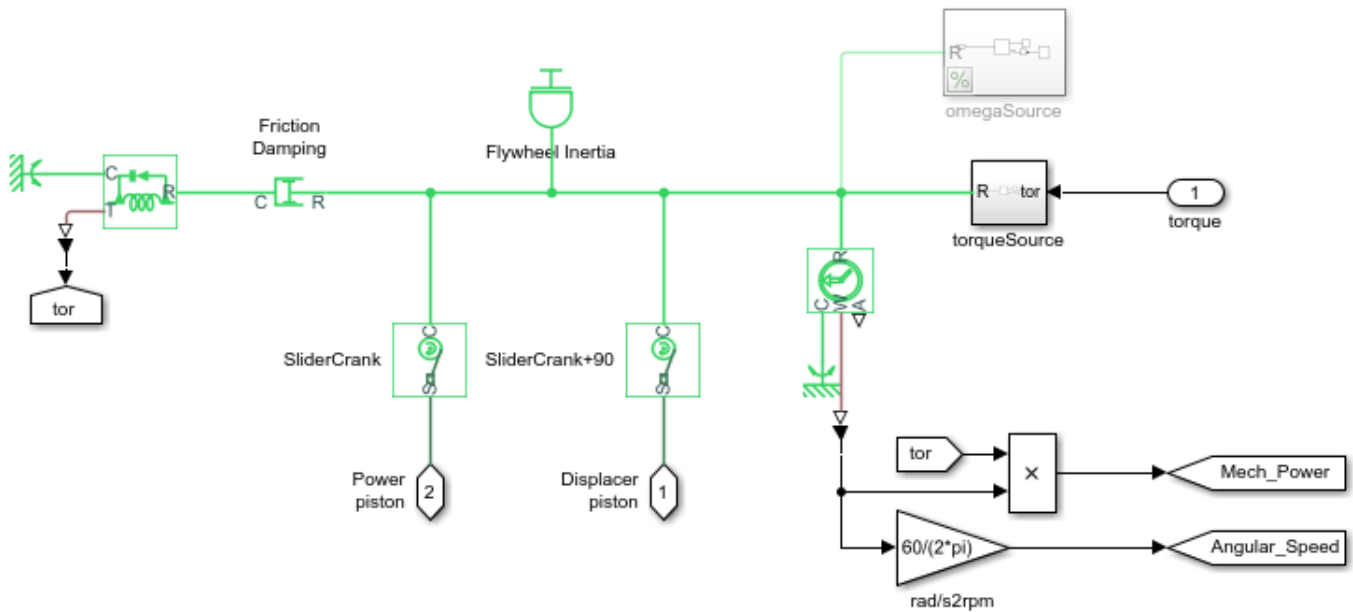 R
%
omegaSource
Friction
Damping
Flywheel Inertia
C
R
T
C
R
R
tor
1
torque
torqueSource
tor
R
C
W
A
C
SliderCrank
S
C
SliderCrank+90
S
Power
piston
2
Displacer
piston
1
tor
×
Mech_Power
60/(2*pi)
Angular_Speed
rad/s2rpm